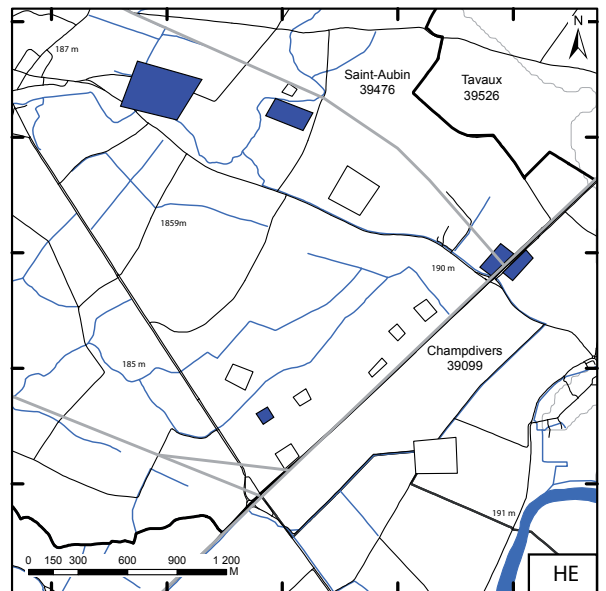 N
187 m
Saint-Aubin
39476
Tavaux
39526
1859m
190 m
Champdivers
39099
185 m
191 m
0 150 300 600 900 1 200
M
HE